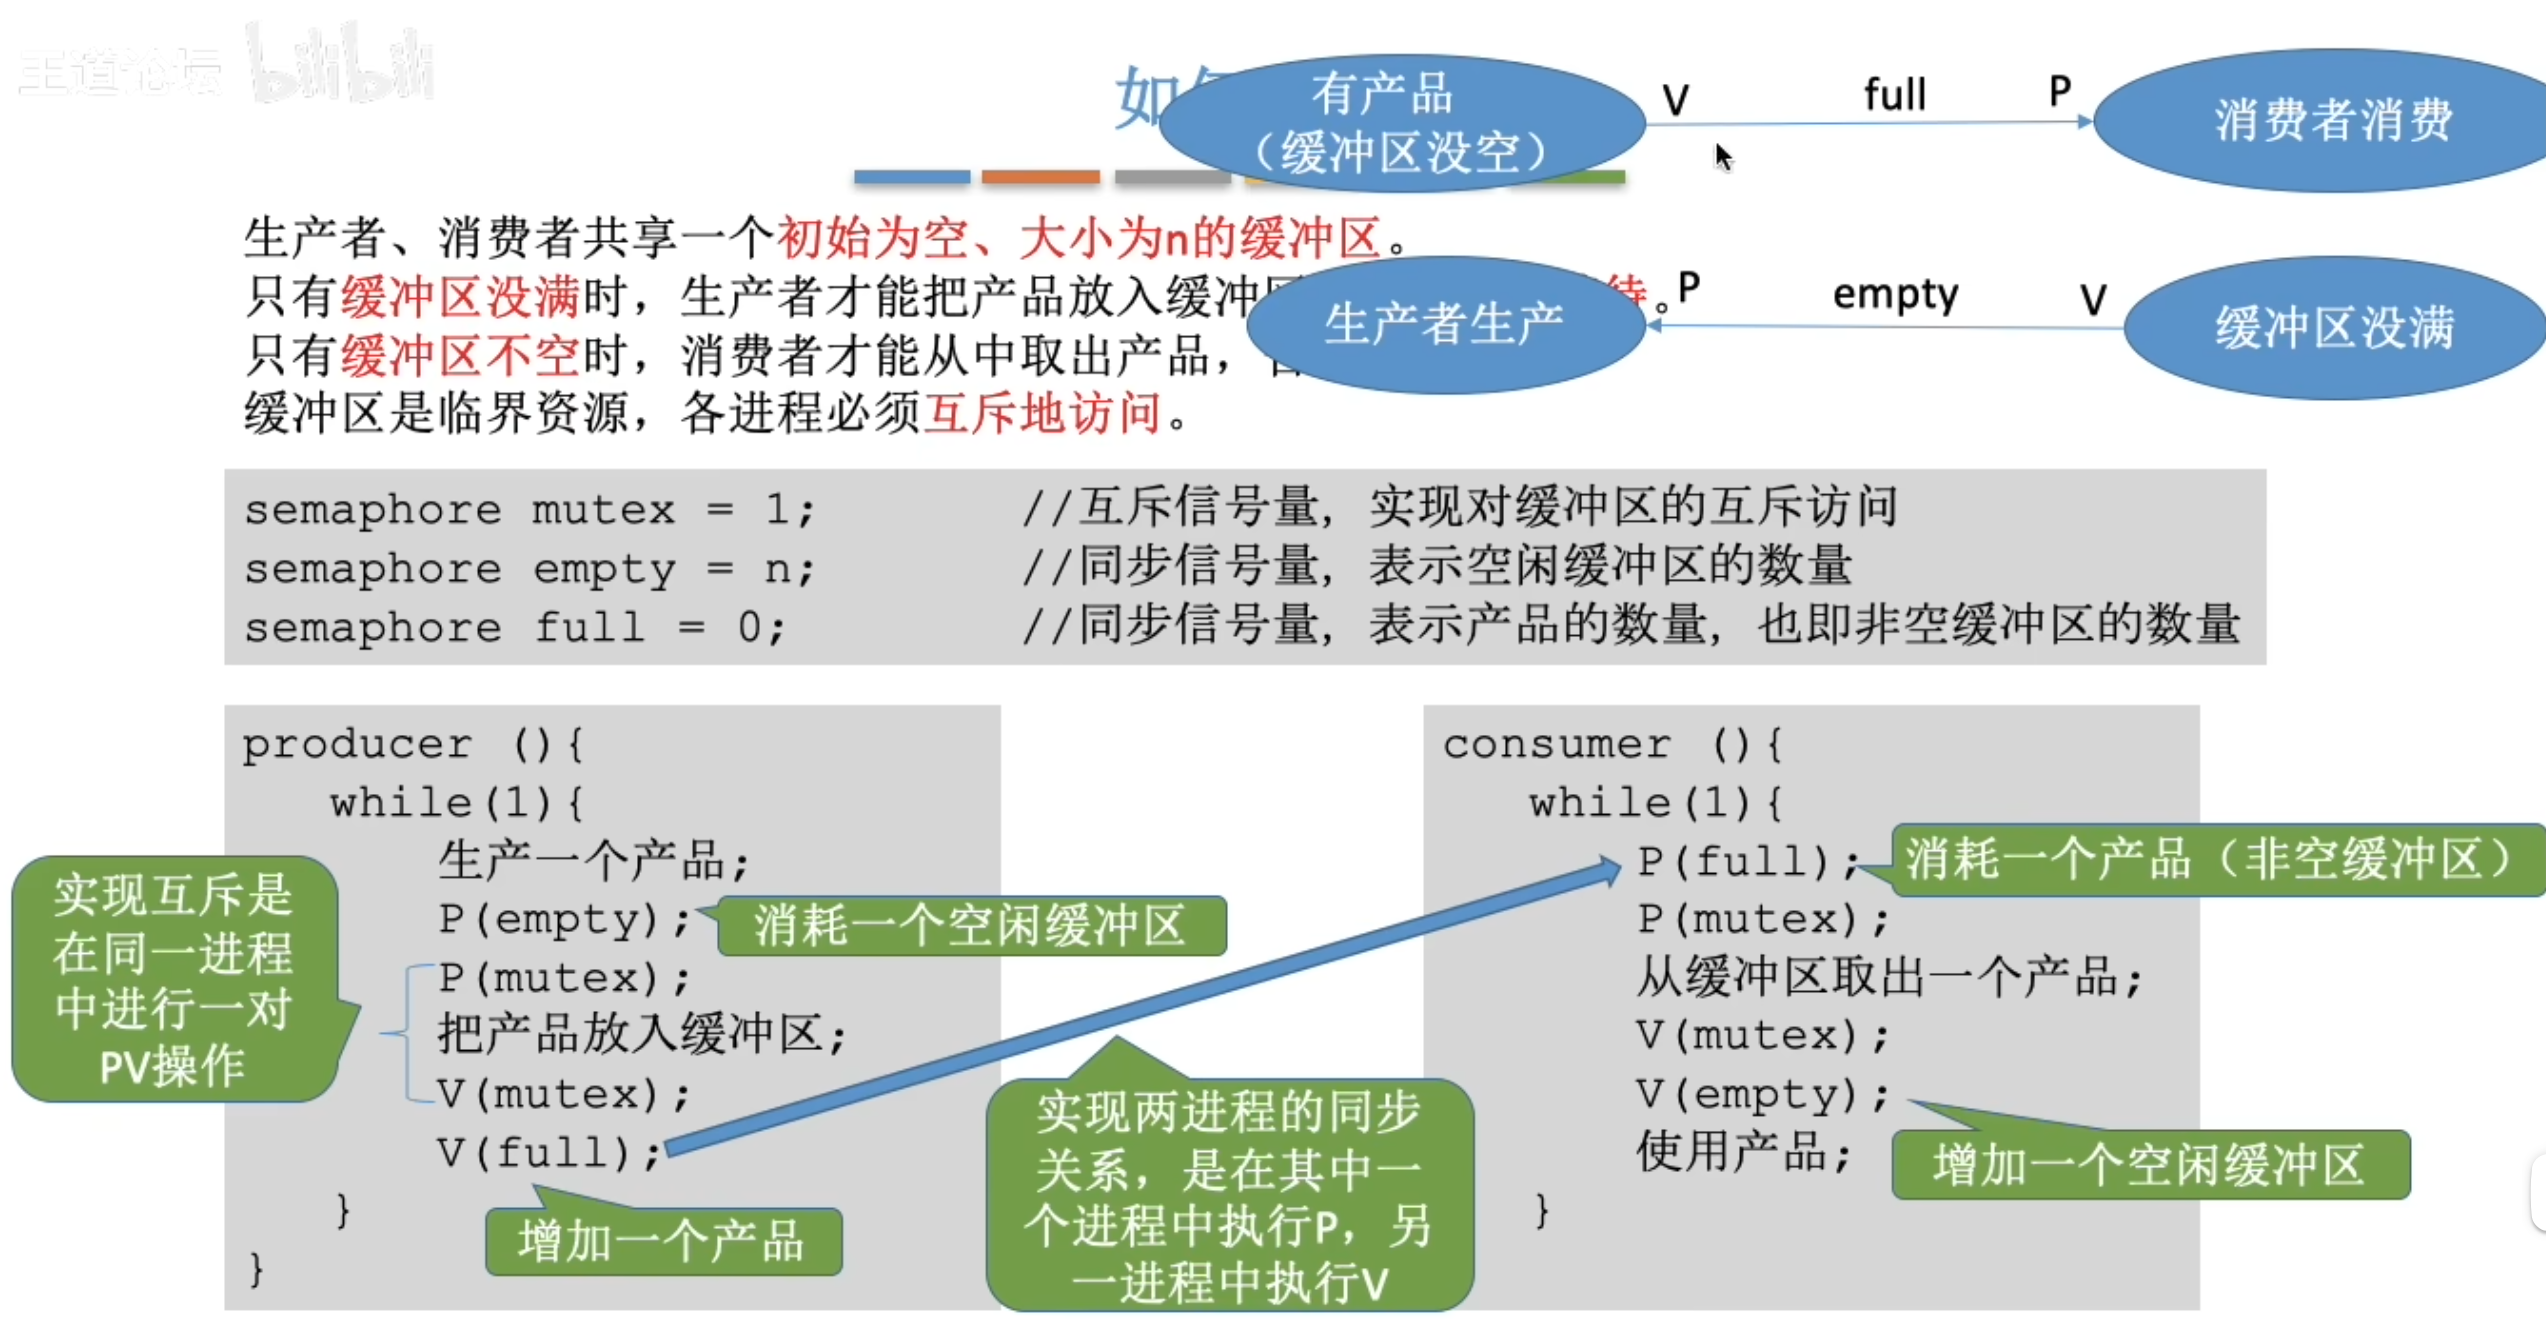 王道论坛 bilibili
如
有产品
（缓冲区没空）
V full P
消费者消费
生产者、消费者共享一个初始为空、大小为n的缓冲区。
只有缓冲区没满时，生产者才能把产品放入缓冲
待。
生产者生产
P empty V
缓冲区没满
只有缓冲区不空时，消费者才能从中取出产品，
缓冲区是临界资源，各进程必须互斥地访问。
semaphore mutex = 1; //互斥信号量，实现对缓冲区的互斥访问
semaphore empty = n; //同步信号量，表示空闲缓冲区的数量
semaphore full = 0; //同步信号量，表示产品的数量，也即非空缓冲区的数量
producer (){
while(1){
生产一个产品;
P(empty);
消耗一个空闲缓冲区
P(mutex);
把产品放入缓冲区;
V(mutex);
V(full);
}
}
实现互斥是
在同一进程
中进行一对
PV操作
增加一个产品
实现两进程的同步
关系，是在其中一
个进程中执行P，另
一进程中执行V
consumer (){
while(1){
P(full);
消耗一个产品（非空缓冲区）
P(mutex);
从缓冲区取出一个产品;
V(mutex);
V(empty);
增加一个空闲缓冲区
使用产品;
}